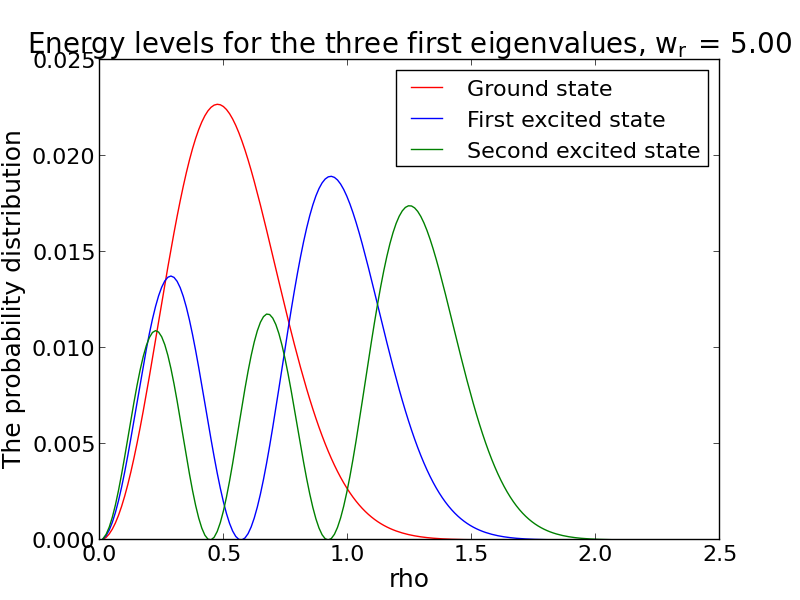 Energy levels for the three first eigenvalues, wᵣ = 5.00
Ground state
First excited state
Second excited state
The probability distribution
0.025
0.020
0.015
0.010
0.005
0.000
0.0 0.5 1.0 1.5 2.0 2.5
rho